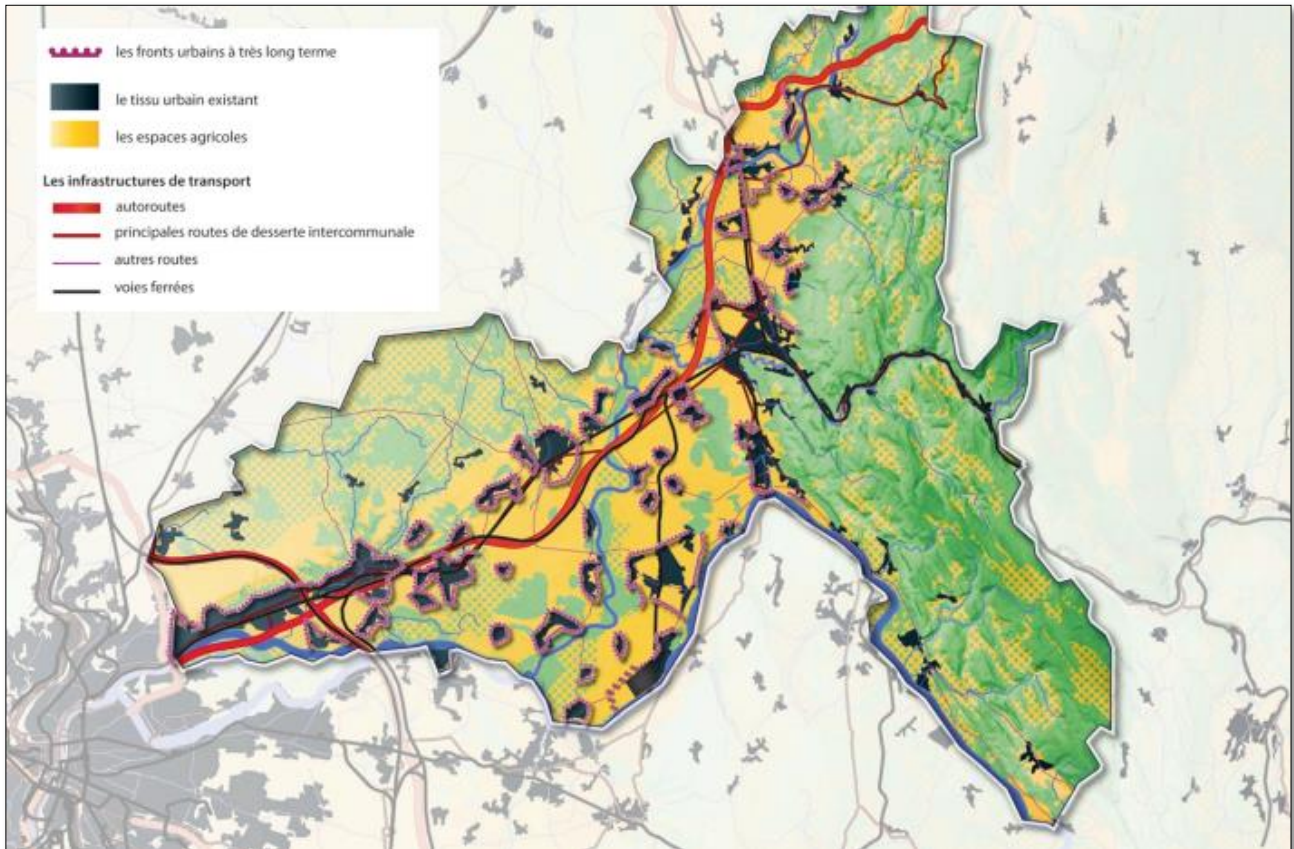 les fronts urbains à très long terme
le tissu urbain existant
les espaces agricoles
Les infrastructures de transport
autoroutes
principales routes de desserte intercommunale
autres routes
voies ferrées